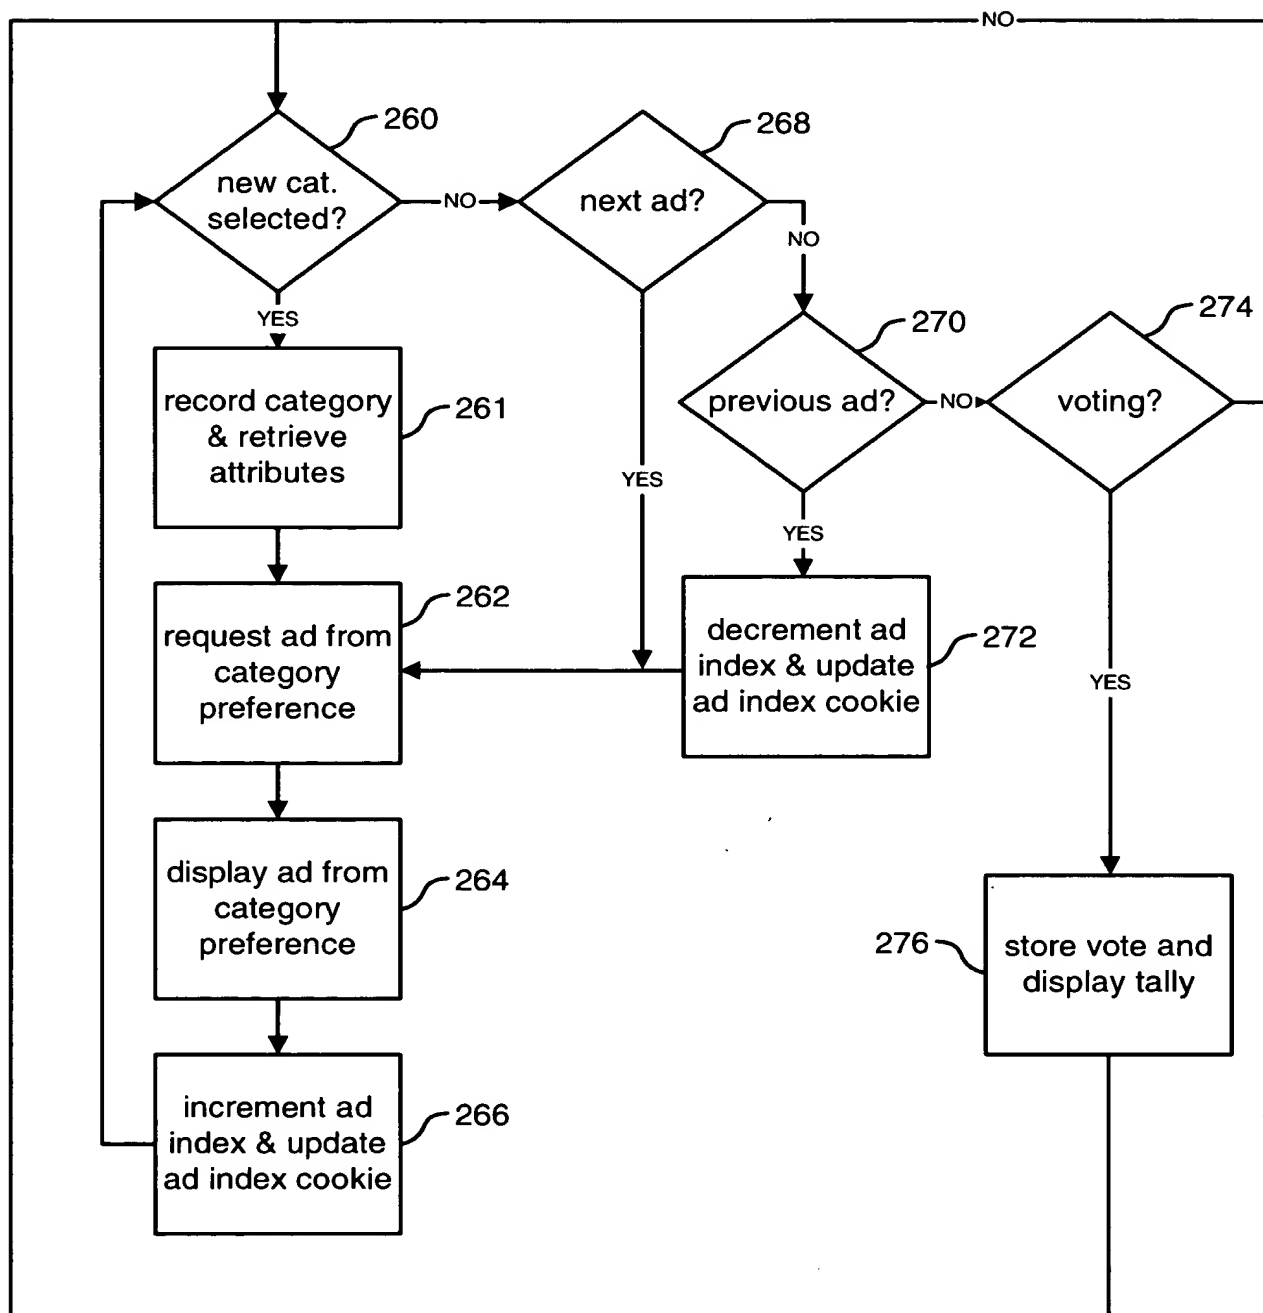 NO
260
new cat.
selected?
NO
268
next ad?
NO
YES
record category
& retrieve
attributes
261
YES
270
previous ad?
NO
274
voting?
YES
request ad from
category
preference
262
decrement ad
index & update
ad index cookie
272
YES
display ad from
category
preference
264
276
store vote and
display tally
increment ad
index & update
ad index cookie
266